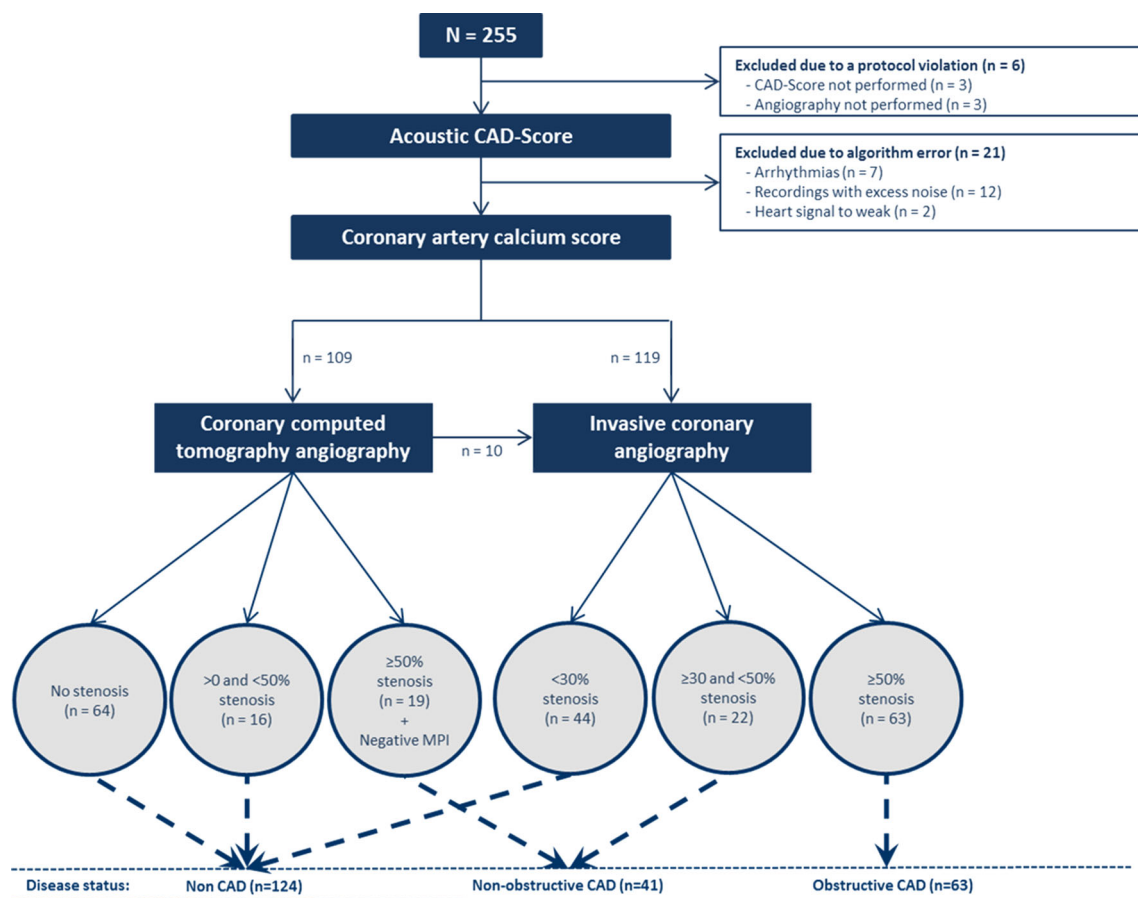 N = 255
Excluded due to a protocol violation (n = 6)
- CAD-Score not performed (n = 3)
- Angiography not performed (n = 3)
Acoustic CAD-Score
Excluded due to algorithm error (n = 21)
- Arrhythmias (n = 7)
- Recordings with excess noise (n = 12)
- Heart signal to weak (n = 2)
Coronary artery calcium score
n = 109
n = 119
Coronary computed
tomography angiography
n = 10
Invasive coronary
angiography
No stenosis
(n = 64)
>0 and <50%
stenosis
(n = 16)
≥50%
stenosis
(n = 19)
+
Negative MPI
<30%
stenosis
(n = 44)
≥30 and <50%
stenosis
(n = 22)
≥50%
stenosis
(n = 63)
Disease status: Non CAD (n=124) Non-obstructive CAD (n=41) Obstructive CAD (n=63)